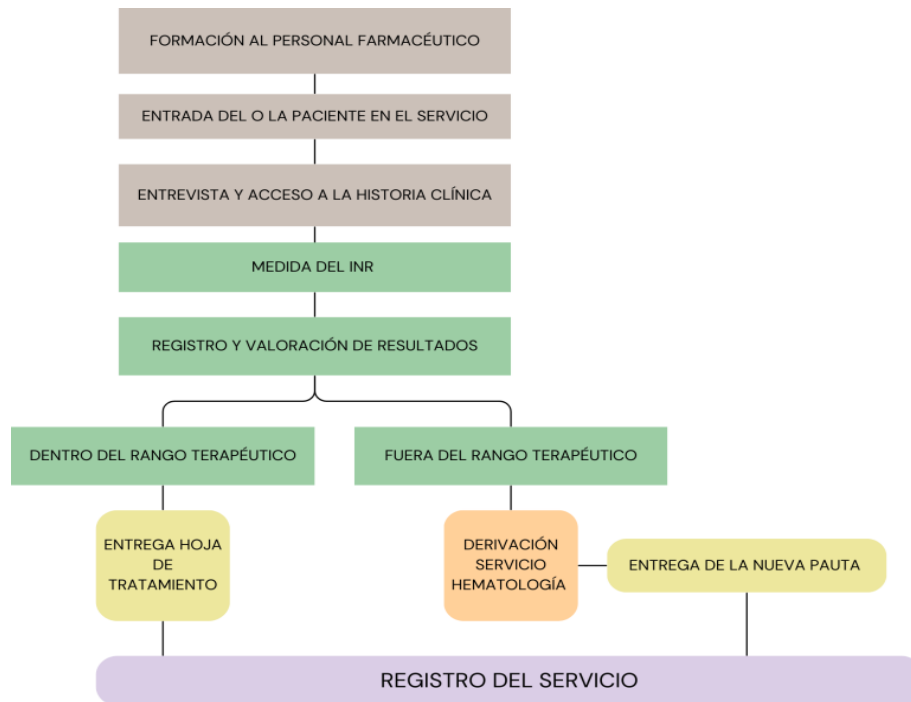 FORMACIÓN AL PERSONAL FARMACÉUTICO
ENTRADA DEL O LA PACIENTE EN EL SERVICIO
ENTREVISTA Y ACCESO A LA HISTORIA CLÍNICA
MEDIDA DEL INR
REGISTRO Y VALORACIÓN DE RESULTADOS
DENTRO DEL RANGO TERAPÉUTICO
FUERA DEL RANGO TERAPÉUTICO
ENTREGA HOJA
DE
TRATAMIENTO
DERIVACIÓN
SERVICIO
HEMATOLOGÍA
ENTREGA DE LA NUEVA PAUTA
REGISTRO DEL SERVICIO